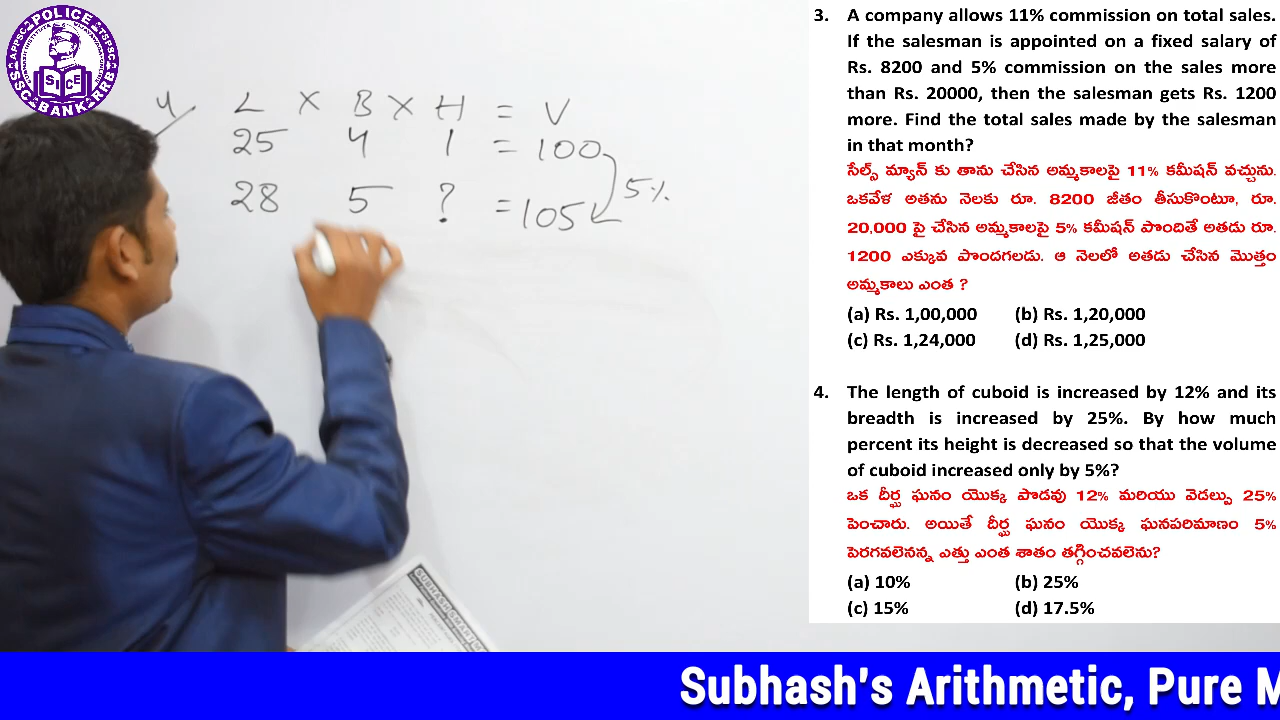 POLICE
APPSC TSPSC
SICE
SSC BANK RRB
4 L × B × H = V
25 4 1 = 100
28 5 ? = 105
5%
SUBHASH SMART M
3. A company allows 11% commission on total sales.
If the salesman is appointed on a fixed salary of
Rs. 8200 and 5% commission on the sales more
than Rs. 20000, then the salesman gets Rs. 1200
more. Find the total sales made by the salesman
in that month?
సేల్స్ మ్యాన్ కు తాను చేసిన అమ్మకాలపై 11% కమీషన్ వచ్చును.
ఒకవేళ అతను నెలకు రూ. 8200 జీతం తీసుకొంటూ, రూ.
20,000 పై చేసిన అమ్మకాలపై 5% కమీషన్ పొందితే అతడు రూ.
1200 ఎక్కువ పొందగలడు. ఆ నెలలో అతడు చేసిన మొత్తం
అమ్మకాలు ఎంత ?
(a) Rs. 1,00,000 (b) Rs. 1,20,000
(c) Rs. 1,24,000 (d) Rs. 1,25,000
4. The length of cuboid is increased by 12% and its
breadth is increased by 25%. By how much
percent its height is decreased so that the volume
of cuboid increased only by 5%?
ఒక దీర్ఘ ఘనం యొక్క పొడవు 12% మరియు వెడల్పు 25%
పెంచారు. అయితే దీర్ఘ ఘనం యొక్క ఘనపరిమాణం 5%
పెరగవలెనన్న ఎత్తు ఎంత శాతం తగ్గించవలెను?
(a) 10% (b) 25%
(c) 15% (d) 17.5%
Subhash's Arithmetic, Pure M